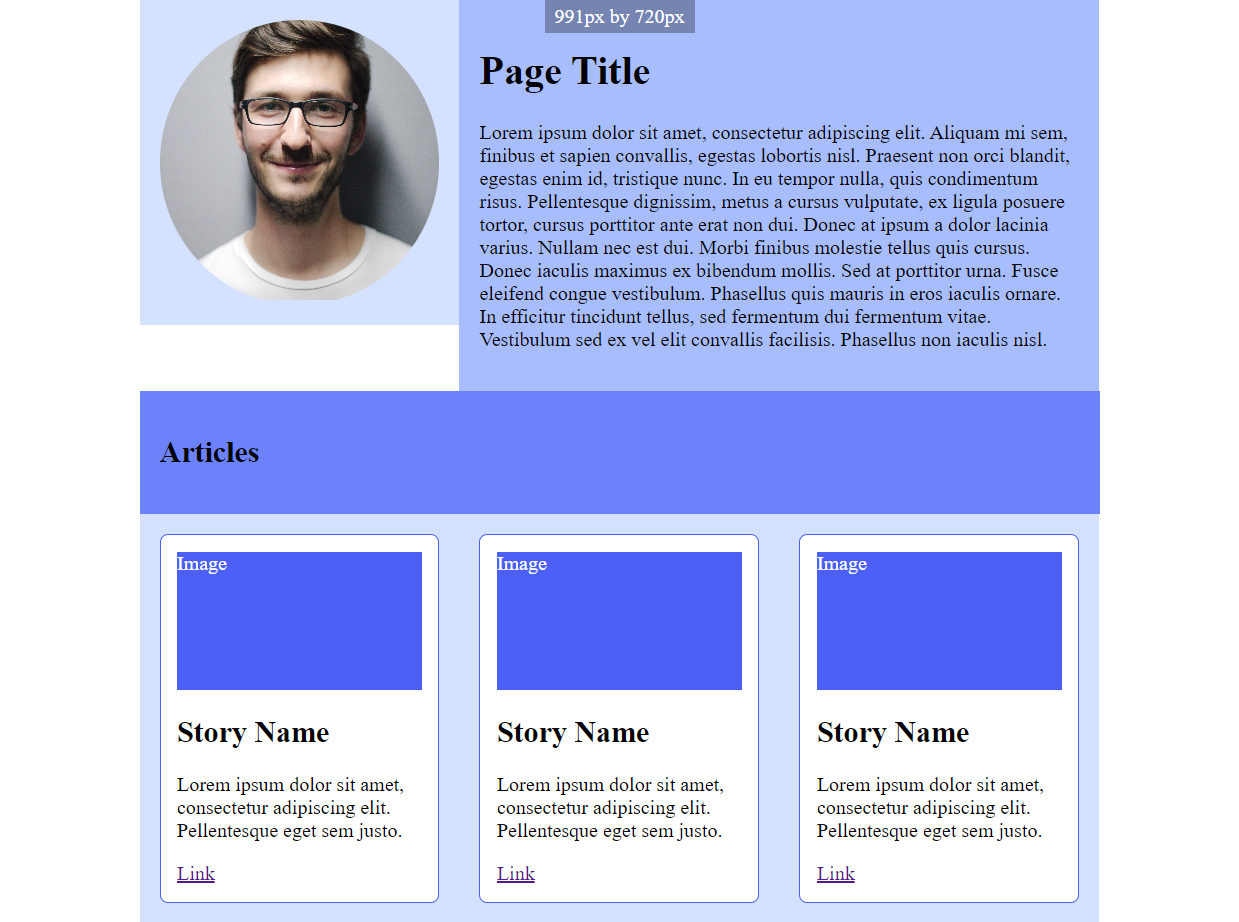 991px by 720px
Page Title
Lorem ipsum dolor sit amet, consectetur adipiscing elit. Aliquam mi sem,
finibus et sapien convallis, egestas lobortis nisl. Praesent non orci blandit,
egestas enim id, tristique nunc. In eu tempor nulla, quis condimentum
risus. Pellentesque dignissim, metus a cursus vulputate, ex ligula posuere
tortor, cursus porttitor ante erat non dui. Donec at ipsum a dolor lacinia
varius. Nullam nec est dui. Morbi finibus molestie tellus quis cursus.
Donec iaculis maximus ex bibendum mollis. Sed at porttitor urna. Fusce
eleifend congue vestibulum. Phasellus quis mauris in eros iaculis ornare.
In efficitur tincidunt tellus, sed fermentum dui fermentum vitae.
Vestibulum sed ex vel elit convallis facilisis. Phasellus non iaculis nisl.
Articles
Image
Story Name
Lorem ipsum dolor sit amet,
consectetur adipiscing elit.
Pellentesque eget sem justo.
Link
Image
Story Name
Lorem ipsum dolor sit amet,
consectetur adipiscing elit.
Pellentesque eget sem justo.
Link
Image
Story Name
Lorem ipsum dolor sit amet,
consectetur adipiscing elit.
Pellentesque eget sem justo.
Link